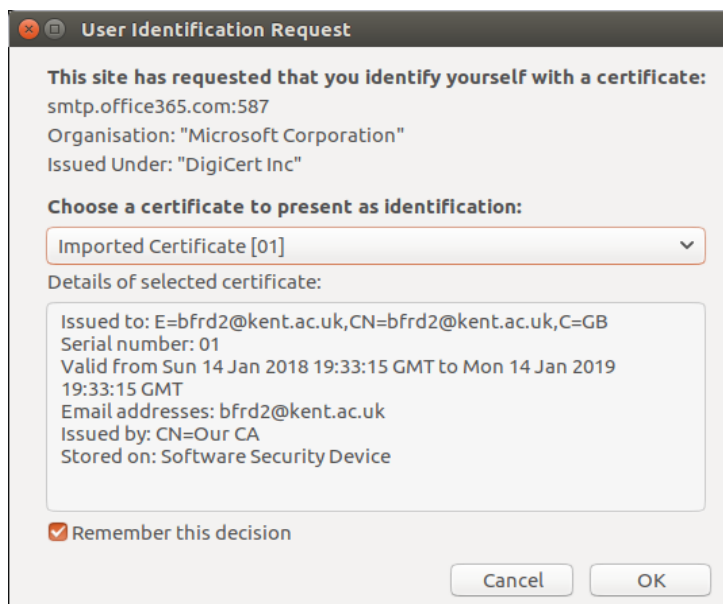 User Identification Request
This site has requested that you identify yourself with a certificate:
smtp.office365.com:587
Organisation: "Microsoft Corporation"
Issued Under: "DigiCert Inc"
Choose a certificate to present as identification:
Imported Certificate [01]
Details of selected certificate:
Issued to: E=bfrd2@kent.ac.uk,CN=bfrd2@kent.ac.uk,C=GB
Serial number: 01
Valid from Sun 14 Jan 2018 19:33:15 GMT to Mon 14 Jan 2019
19:33:15 GMT
Email addresses: bfrd2@kent.ac.uk
Issued by: CN=Our CA
Stored on: Software Security Device
Remember this decision
Cancel OK